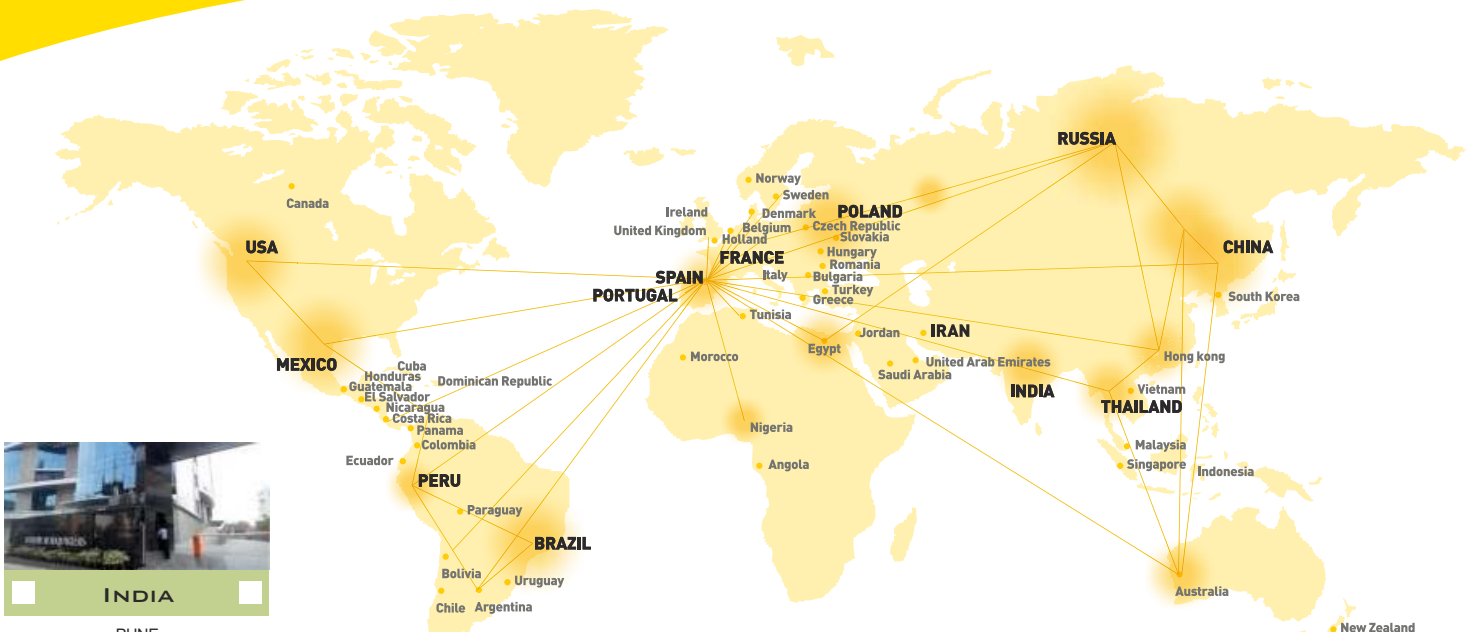 RUSSIA
Norway
Canada
Sweden
Ireland
Denmark
POLAND
United Kingdom
Belgium
Czech Republic
Holland
Slovakia
USA
CHINA
FRANCE
Hungary
Romania
SPAIN
Italy
Bulgaria
Turkey
PORTUGAL
Greece
South Korea
Tunisia
Jordan
IRAN
Egypt
Morocco
Hong kong
MEXICO
Cuba
United Arab Emirates
Honduras
Dominican Republic
Saudi Arabia
Guatemala
El Salvador
INDIA
Vietnam
Nicaragua
THAILAND
Costa Rica
Panama
Nigeria
Colombia
Malaysia
Ecuador
Angola
Singapore
Indonesia
PERU
Paraguay
BRAZIL
Bolivia
Uruguay
Australia
INDIA
Chile
Argentina
New Zealand
PUNE